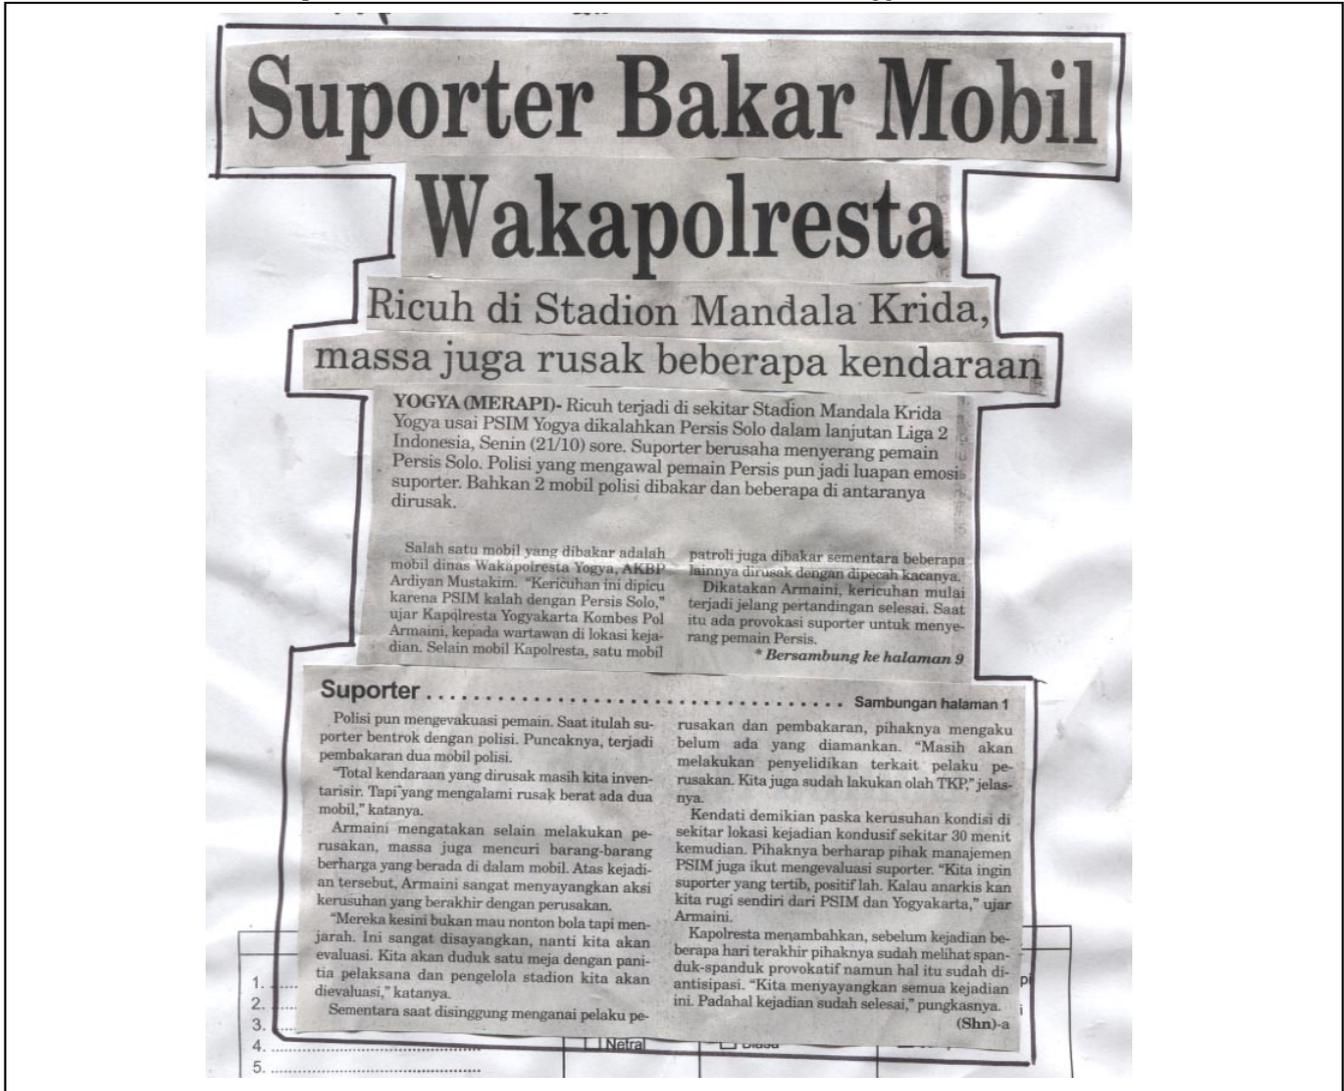 Suporter Bakar Mobil
Wakapolresta
Ricuh di Stadion Mandala Krida,
massa juga rusak beberapa kendaraan
YOGYA (MERAPI)- Ricuh terjadi di sekitar Stadion Mandala Krida
Yogya usai PSIM Yogya dikalahkan Persis Solo dalam lanjutan Liga 2
Indonesia, Senin (21/10) sore. Suporter berusaha menyerang pemain
Persis Solo. Polisi yang mengawal pemain Persis pun jadi luapan emosi
suporter. Bahkan 2 mobil polisi dibakar dan beberapa di antaranya
dirusak.
Salah satu mobil yang dibakar adalah
mobil dinas Wakapolresta Yogya, AKBP
Ardiyan Mustakim. "Kericuhan ini dipicu
karena PSIM kalah dengan Persis Solo,"
ujar Kapolresta Yogyakarta Kombes Pol
Armaini, kepada wartawan di lokasi keja-
dian. Selain mobil Kapolresta, satu mobil
patroli juga dibakar sementara beberapa
lainnya dirusak dengan dipecah kacanya.
Dikatakan Armaini, kericuhan mulai
terjadi jelang pertandingan selesai. Saat
itu ada provokasi suporter untuk menye-
rang pemain Persis.
* Bersambung ke halaman 9
Suporter . . . . . . . . . . . . . . . . . . . . . . . . . . . . . . . . . . Sambungan halaman 1
Polisi pun mengevakuasi pemain. Saat itulah su-
porter bentrok dengan polisi. Puncaknya, terjadi
pembakaran dua mobil polisi.
"Total kendaraan yang dirusak masih kita inven-
tarisir. Tapi yang mengalami rusak berat ada dua
mobil," katanya.
Armaini mengatakan selain melakukan pe-
rusakan, massa juga mencuri barang-barang
berharga yang berada di dalam mobil. Atas kejadi-
an tersebut, Armaini sangat menyayangkan aksi
kerusuhan yang berakhir dengan perusakan.
"Mereka kesini bukan mau nonton bola tapi men-
jarah. Ini sangat disayangkan, nanti kita akan
evaluasi. Kita akan duduk satu meja dengan pani-
tia pelaksana dan pengelola stadion kita akan
dievaluasi," katanya.
Sementara saat disinggung menganai pelaku pe-
rusakan dan pembakaran, pihaknya mengaku
belum ada yang diamankan. "Masih akan
melakukan penyelidikan terkait pelaku pe-
rusakan. Kita juga sudah lakukan olah TKP," jelas-
nya.
Kendati demikian paska kerusuhan kondisi di
sekitar lokasi kejadian kondusif sekitar 30 menit
kemudian. Pihaknya berharap pihak manajemen
PSIM juga ikut mengevaluasi suporter. "Kita ingin
suporter yang tertib, positif lah. Kalau anarkis kan
kita rugi sendiri dari PSIM dan Yogyakarta," ujar
Armaini.
Kapolresta menambahkan, sebelum kejadian be-
berapa hari terakhir pihaknya sudah melihat span-
duk-spanduk provokatif namun hal itu sudah di-
antisipasi. "Kita menyayangkan semua kejadian
ini. Padahal kejadian sudah selesai," pungkasnya.
(Shn)-a
1. .....
2. .....
3. .....
4. ..............................
5. ..............................
Netral